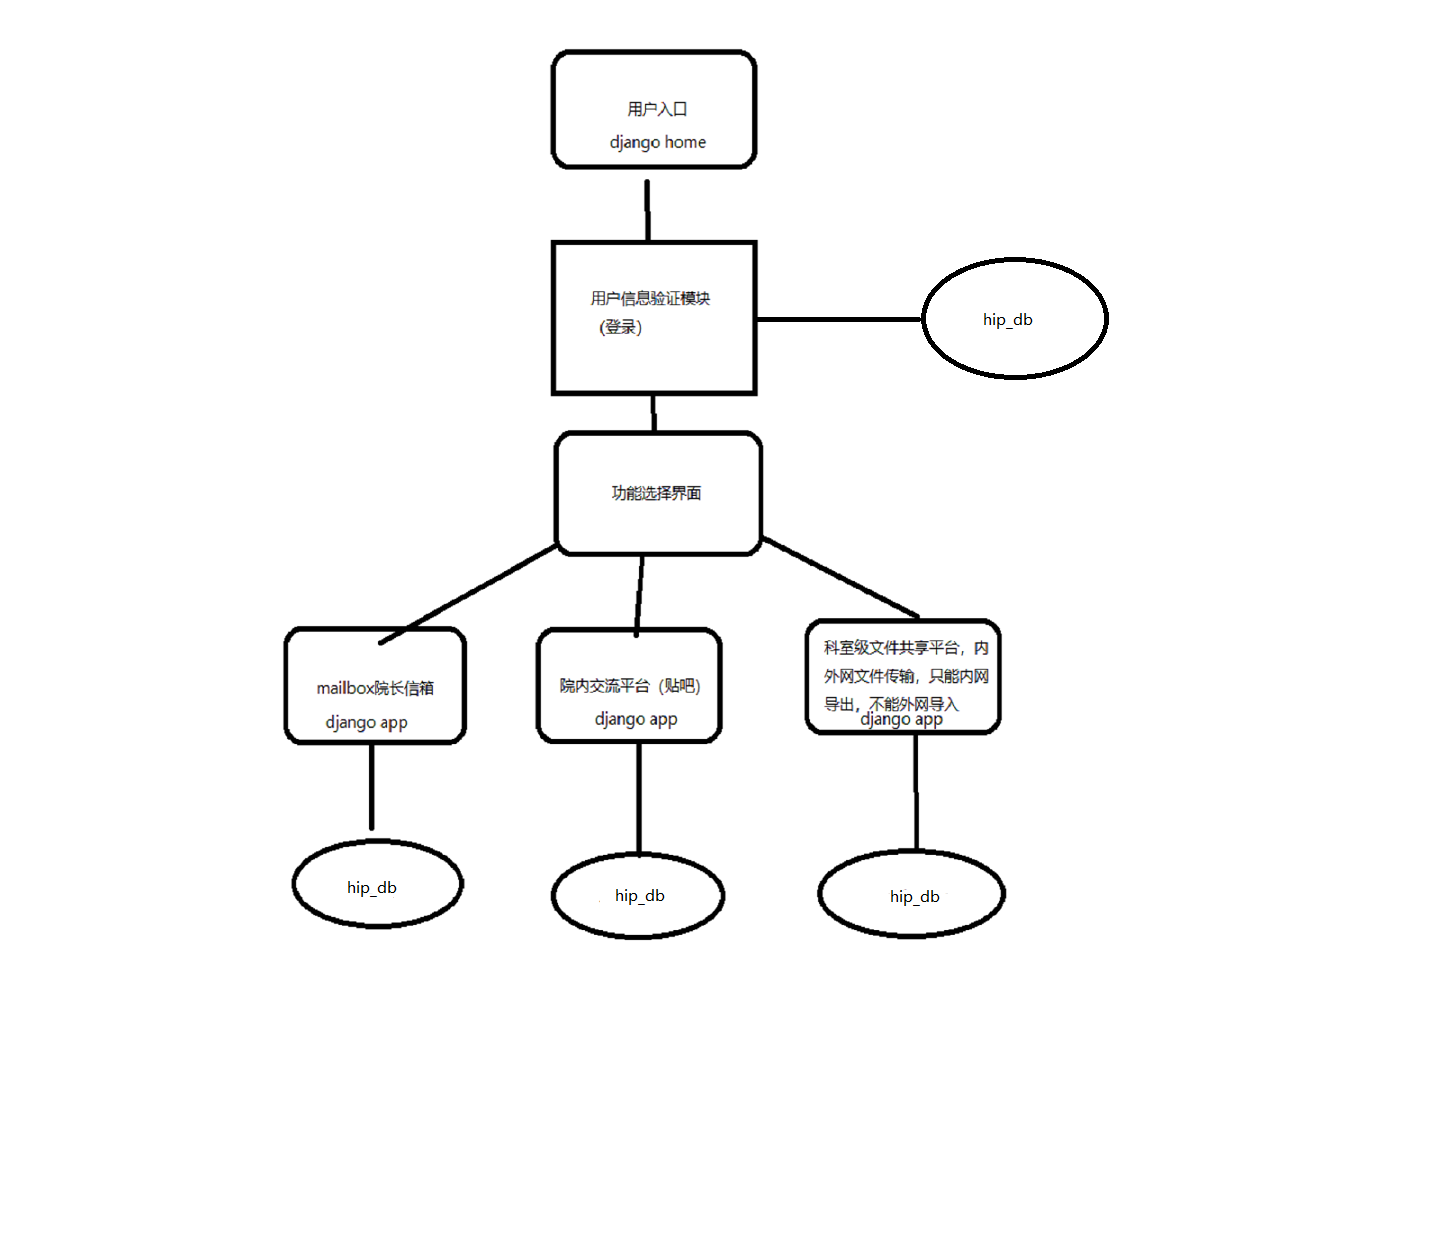 用户入口
django home
用户信息验证模块
（登录）
hip_db
功能选择界面
mailbox院长信箱
django app
院内交流平台（贴吧）
django app
科室级文件共享平台，内
外网文件传输，只能内网
导出，不能外网导入
django app
hip_db
hip_db
hip_db